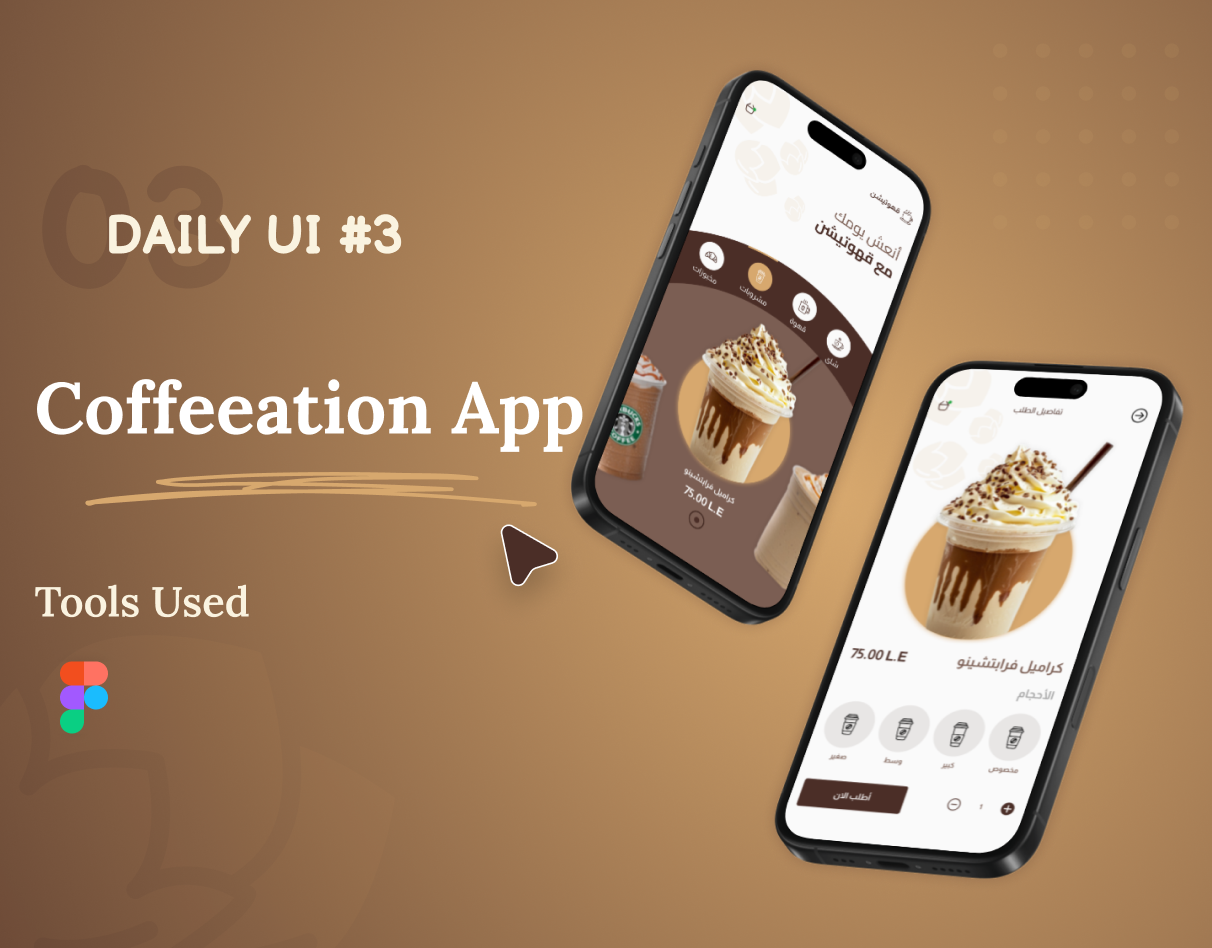 03
DAILY UI #3
Coffeeation App
Tools Used
قهوتيشن
أنعش يومك
مع قهوتيشن
شاي
قهوة
مشروبات
مخبوزات
كراميل فرابتشينو
75.00 L.E
تفاصيل الطلب
كراميل فرابتشينو
75.00 L.E
الأحجام
مخصوص
كبير
وسط
صغير
1
أطلب الان